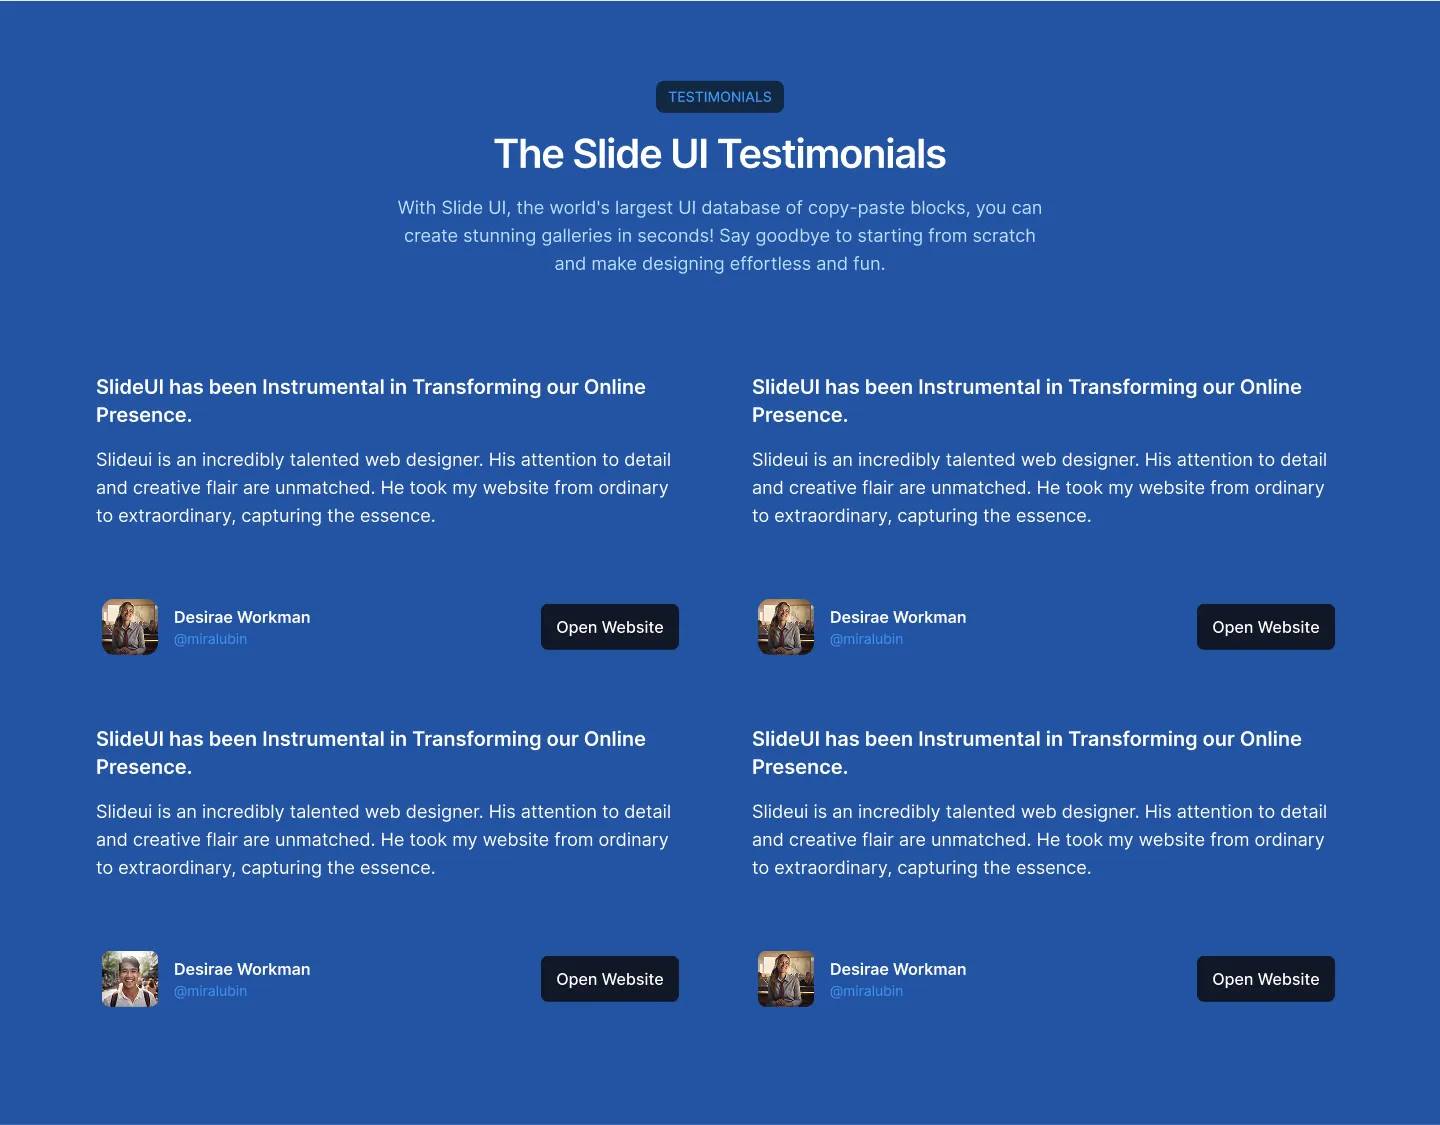 TESTIMONIALS
The Slide UI Testimonials
With Slide UI, the world's largest UI database of copy-paste blocks, you can
create stunning galleries in seconds! Say goodbye to starting from scratch
and make designing effortless and fun.
SlideUI has been Instrumental in Transforming our Online
Presence.
Slideui is an incredibly talented web designer. His attention to detail
and creative flair are unmatched. He took my website from ordinary
to extraordinary, capturing the essence.
Desirae Workman
@miralubin
Open Website
SlideUI has been Instrumental in Transforming our Online
Presence.
Slideui is an incredibly talented web designer. His attention to detail
and creative flair are unmatched. He took my website from ordinary
to extraordinary, capturing the essence.
Desirae Workman
@miralubin
Open Website
SlideUI has been Instrumental in Transforming our Online
Presence.
Slideui is an incredibly talented web designer. His attention to detail
and creative flair are unmatched. He took my website from ordinary
to extraordinary, capturing the essence.
Desirae Workman
@miralubin
Open Website
SlideUI has been Instrumental in Transforming our Online
Presence.
Slideui is an incredibly talented web designer. His attention to detail
and creative flair are unmatched. He took my website from ordinary
to extraordinary, capturing the essence.
Desirae Workman
@miralubin
Open Website